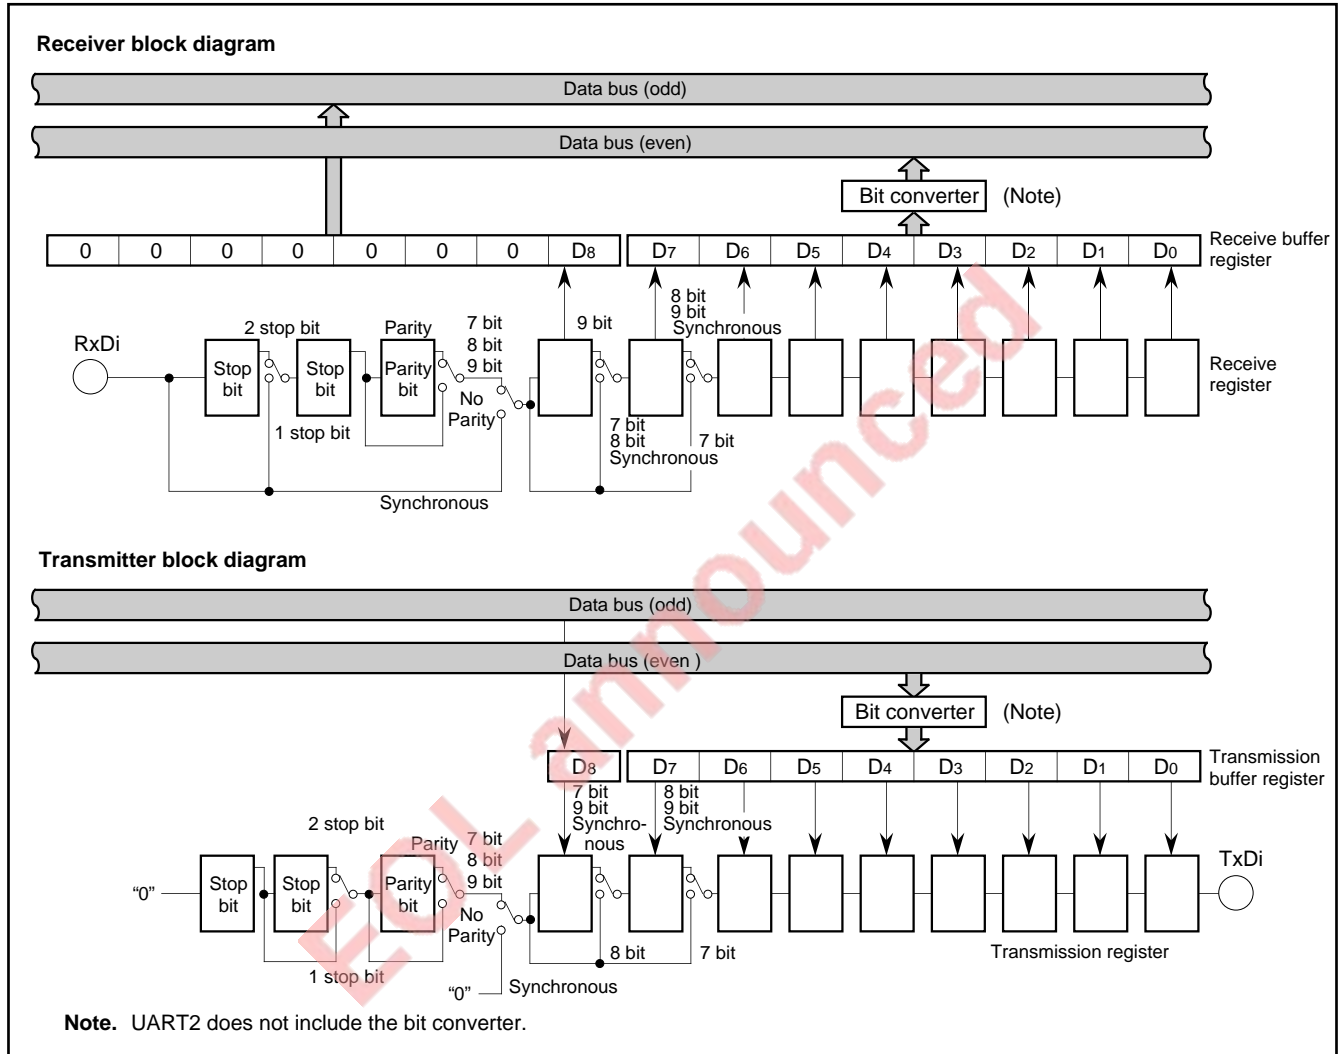 Receiver block diagram
Data bus (odd)
Data bus (even)
Bit converter (Note)
0 0 0 0 0 0 0 D8 D7 D6 D5 D4 D3 D2 D1 D0
Receive buffer
register
RxDi
2 stop bit
Parity
7 bit
8 bit
9 bit
9 bit
8 bit
9 bit
Synchronous
Stop
bit
Stop
bit
Parity
bit
Receive
register
No
Parity
1 stop bit
7 bit
8 bit
Synchronous
7 bit
Synchronous
Transmitter block diagram
Data bus (odd)
Data bus (even )
Bit converter (Note)
D8 D7 D6 D5 D4 D3 D2 D1 D0
Transmission
buffer register
7 bit
9 bit
Synchro-
nous
8 bit
9 bit
Synchronous
2 stop bit
Parity
7 bit
8 bit
9 bit
TxDi
“0”
Stop
bit
Stop
bit
Parity
bit
No
Parity
1 stop bit
8 bit
7 bit
Transmission register
“0”
Synchronous
Note. UART2 does not include the bit converter.
EOL announced